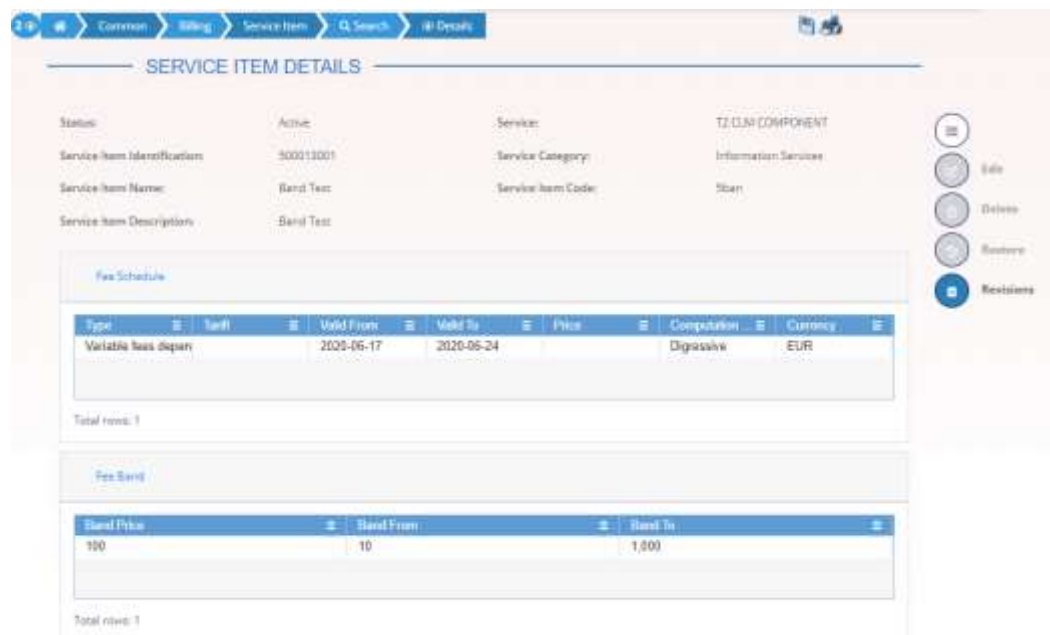 Common Billing Service Item Search Details
SERVICE ITEM DETAILS
Status: Active Service: T2 CLM COMPONENT
Service Item Identification: 500013001 Service Category: Information Services
Service Item Name: Band Test Service Item Code:
Service Item Description: Band Test
Edit
Delete
Restore
Revisions
Fee Schedule
Type Tariff Valid From Valid To Price Computation ... Currency
Variable fees depen 2020-06-17 2020-06-24 Digressive EUR
Total rows: 1
Fee Band
Band Price Band From Band To
100 10 1,000
Total rows: 1